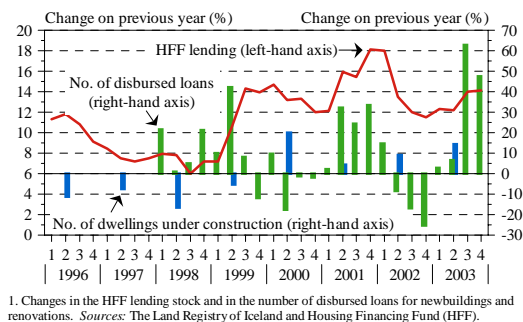 Change on previous year (%) Change on previous year (%)
20 70
18 HFF lending (left-hand axis) 60
16 50
14 No. of disbursed loans 40
12 (right-hand axis) 30
10 20
8 10
6 0
4 -10
2 No. of dwellings under construction (right-hand axis) -20
0 -30
1 2 3 4 1 2 3 4 1 2 3 4 1 2 3 4 1 2 3 4 1 2 3 4 1 2 3 4 1 2 3 4
1996 1997 1998 1999 2000 2001 2002 2003
1. Changes in the HFF lending stock and in the number of disbursed loans for newbuildings and
renovations. Sources: The Land Registry of Iceland and Housing Financing Fund (HFF).